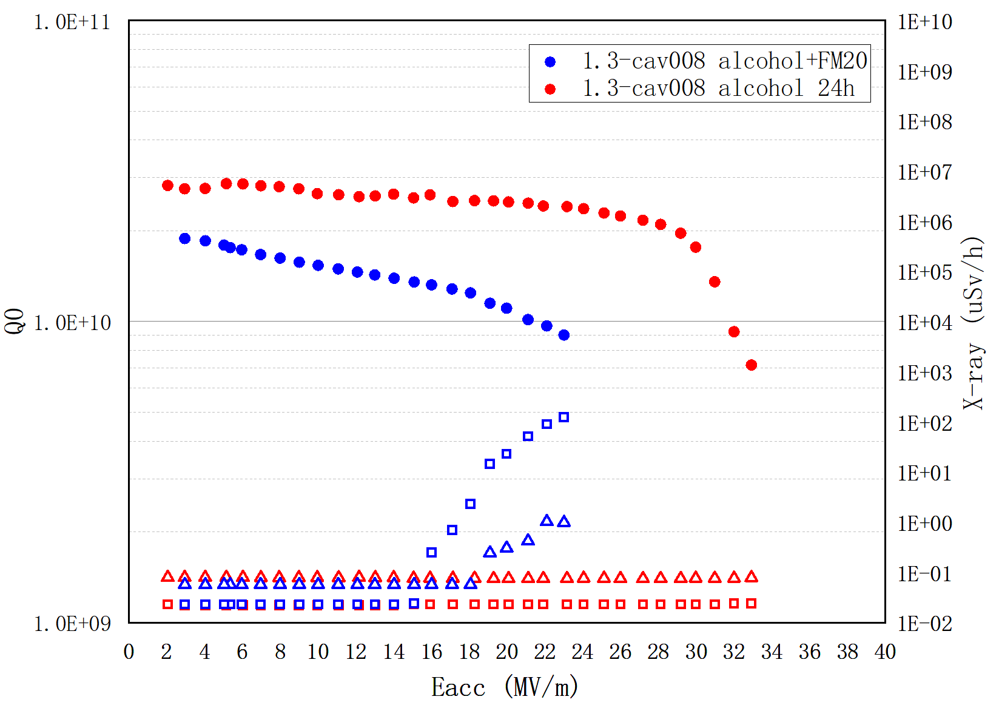 1.0E+11
1.0E+10
1.0E+09
Q0
1.3-cav008 alcohol+FM20
1.3-cav008 alcohol 24h
1E+10
1E+09
1E+08
1E+07
1E+06
1E+05
1E+04
1E+03
1E+02
1E+01
1E+00
1E-01
1E-02
X-ray (uSv/h)
0 2 4 6 8 10 12 14 16 18 20 22 24 26 28 30 32 34 36 38 40
Eacc (MV/m)